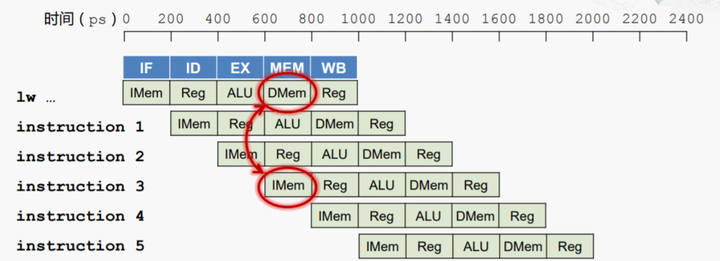 时间(ps) 0 200 400 600 800 1000 1200 1400 1600 1800 2000 2200 2400
IF ID EX MEM WB
lw … IMem Reg ALU DMem Reg
instruction 1 IMem Reg ALU DMem Reg
instruction 2 IMem Reg ALU DMem Reg
instruction 3 IMem Reg ALU DMem Reg
instruction 4 IMem Reg ALU DMem Reg
instruction 5 IMem Reg ALU DMem Reg